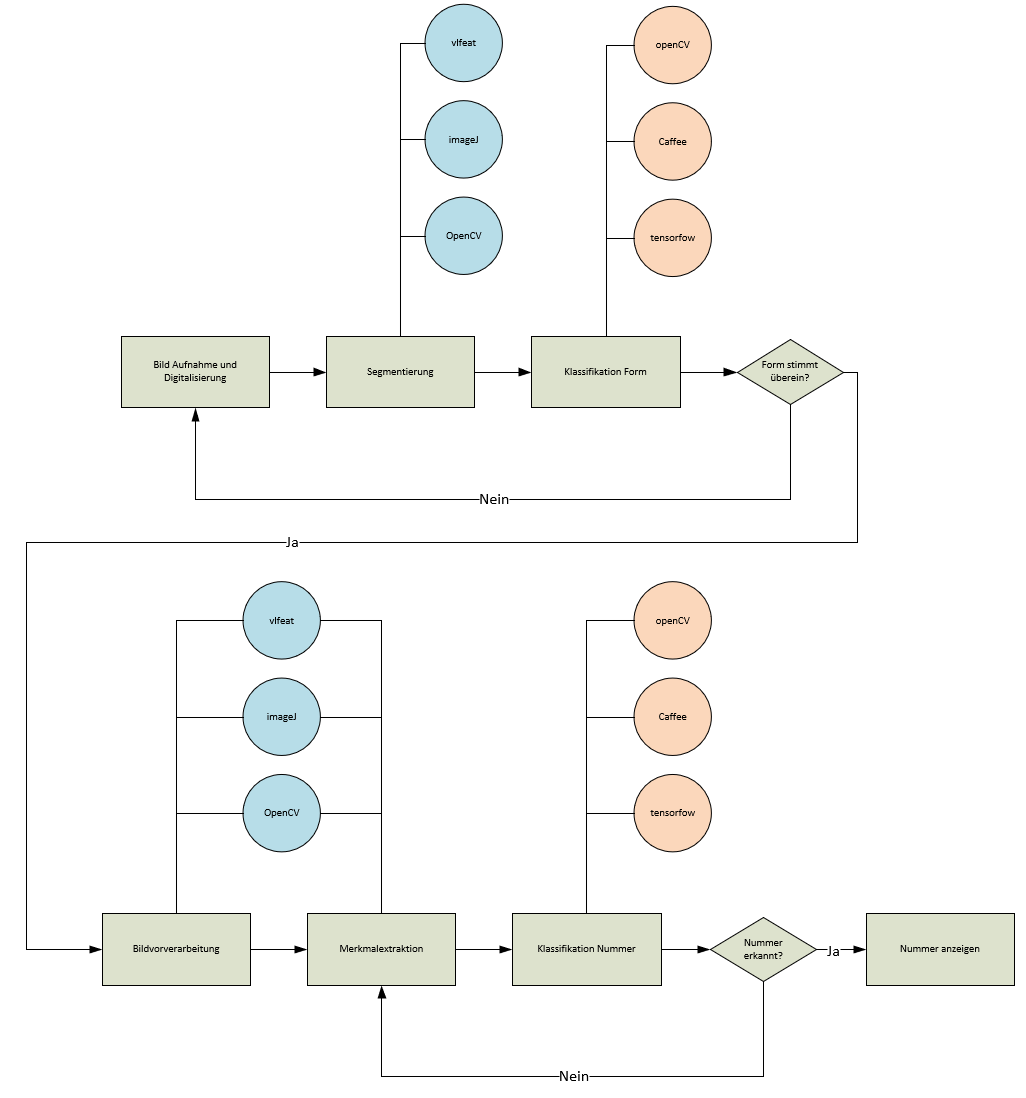 vlfeat
openCV
imageJ
Caffee
OpenCV
tensorfow
Bild Aufnahme und
Digitalisierung
Segmentierung
Klassifikation Form
Form stimmt
überein?
Nein
Ja
vlfeat
openCV
imageJ
Caffee
OpenCV
tensorfow
Bildvorverarbeitung
Merkmalextraktion
Klassifikation Nummer
Nummer
erkannt?
Ja
Nummer anzeigen
Nein